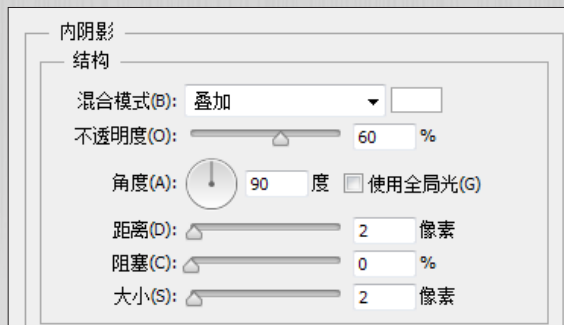 内阴影
结构
混合模式(B): 叠加
不透明度(O): 60 %
角度(A): 90 度 使用全局光(G)
距离(D): 2 像素
阻塞(C): 0 %
大小(S): 2 像素